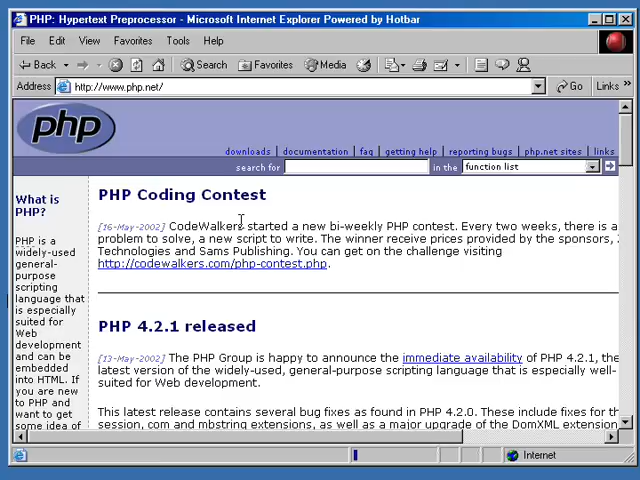 PHP: Hypertext Preprocessor - Microsoft Internet Explorer Powered by Hotbar
File Edit View Favorites Tools Help
Back Search Favorites Media
Address http://www.php.net/ Go Links »
php
downloads | documentation | faq | getting help | reporting bugs | php.net sites | links
search for in the function list
What is
PHP?
PHP is a
widely-used
general-
purpose
scripting
language that
is especially
suited for
Web
development
and can be
embedded
into HTML. If
you are new
to PHP and
want to get
some idea of
PHP Coding Contest
[16-May-2002] CodeWalkers started a new bi-weekly PHP contest. Every two weeks, there is a
problem to solve, a new script to write. The winner receive prices provided by the sponsors,
Technologies and Sams Publishing. You can get on the challenge visiting
http://codewalkers.com/php-contest.php.
PHP 4.2.1 released
[13-May-2002] The PHP Group is happy to announce the immediate availability of PHP 4.2.1, the
latest version of the widely-used, general-purpose scripting language that is especially well-
suited for Web development.
This latest release contains several bug fixes as found in PHP 4.2.0. These include fixes for th
session, com and mbstring extensions, as well as a major upgrade of the DomXML extension
Internet